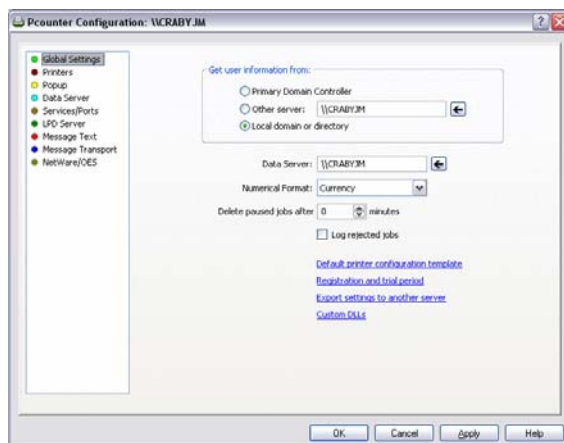 Pcounter Configuration: \\CRABYJM
Global Settings
Printers
Popup
Data Server
Services/Ports
LPD Server
Message Text
Message Transport
NetWare/OES
Get user information from:
Primary Domain Controller
Other server: \\CRABYJM
Local domain or directory
Data Server: \\CRABYJM
Numerical Format: Currency
Delete paused jobs after 0 minutes
Log rejected jobs
Default printer configuration template
Registration and trial period
Export settings to another server
Custom DLLs
OK Cancel Apply Help